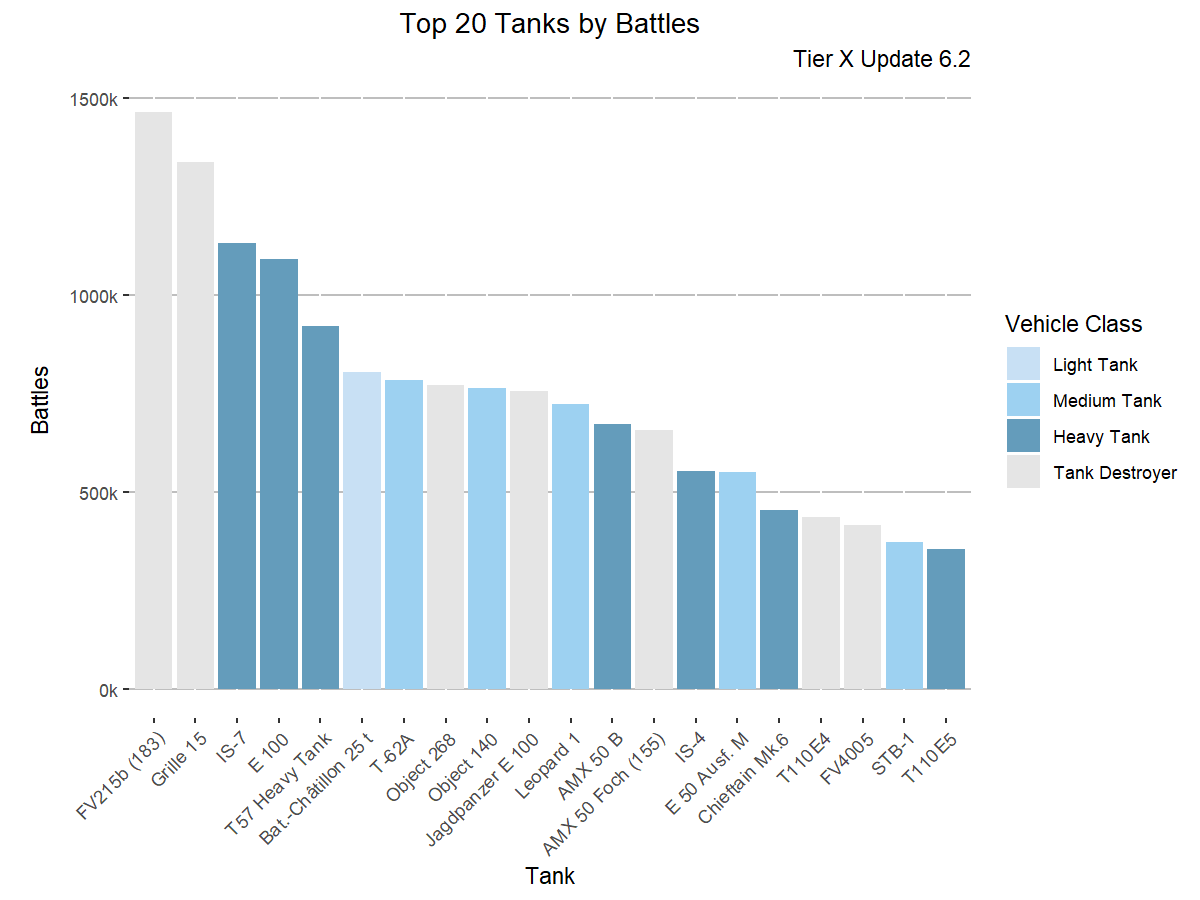 Top 20 Tanks by Battles
Tier X Update 6.2
1500k
1000k
500k
0k
Battles
FV215b (183)
Grille 15
IS-7
E 100
T57 Heavy Tank
Bat.-Châtillon 25 t
T-62A
Object 268
Object 140
Jagdpanzer E 100
Leopard 1
AMX 50 B
AMX 50 Foch (155)
IS-4
E 50 Ausf. M
Chieftain Mk.6
T110E4
FV4005
STB-1
T110E5
Tank
Vehicle Class
Light Tank
Medium Tank
Heavy Tank
Tank Destroyer